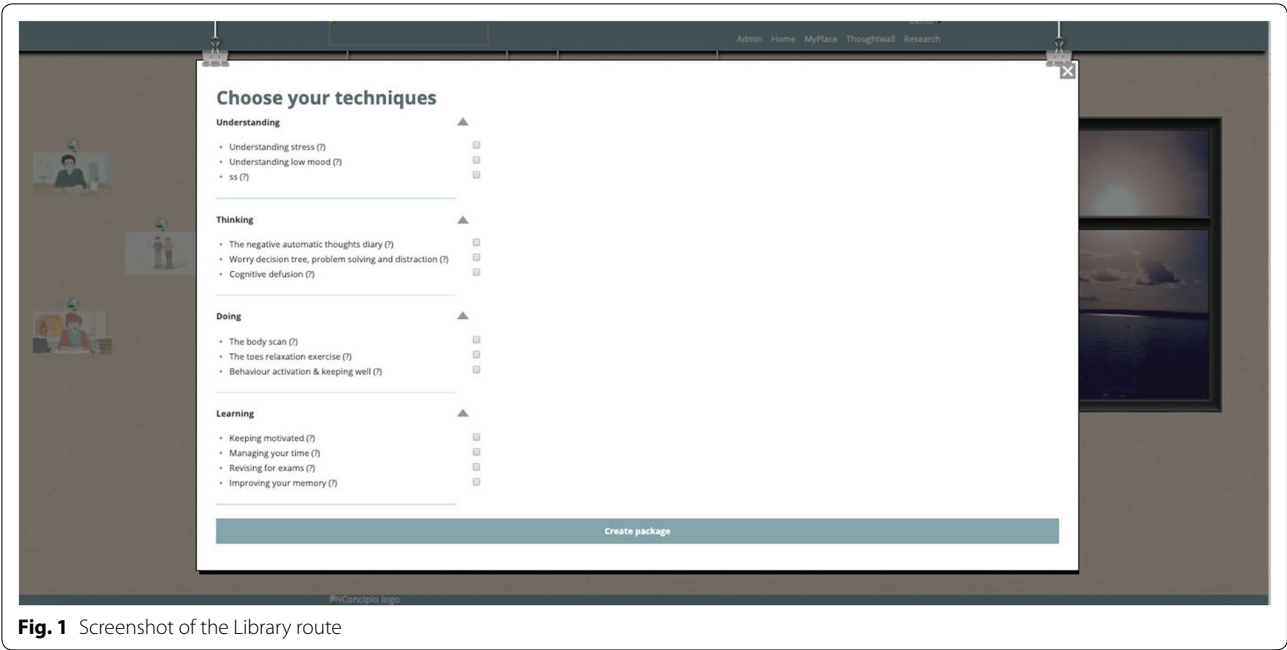 demo
Admin Home MyPlace Thoughtwall Research
Choose your techniques
Understanding
• Understanding stress (?)
• Understanding low mood (?)
• ss (?)
Thinking
• The negative automatic thoughts diary (?)
• Worry decision tree, problem solving and distraction (?)
• Cognitive defusion (?)
Doing
• The body scan (?)
• The toes relaxation exercise (?)
• Behaviour activation & keeping well (?)
Learning
• Keeping motivated (?)
• Managing your time (?)
• Revising for exams (?)
• Improving your memory (?)
Create package
Concipio logo
Fig. 1 Screenshot of the Library route